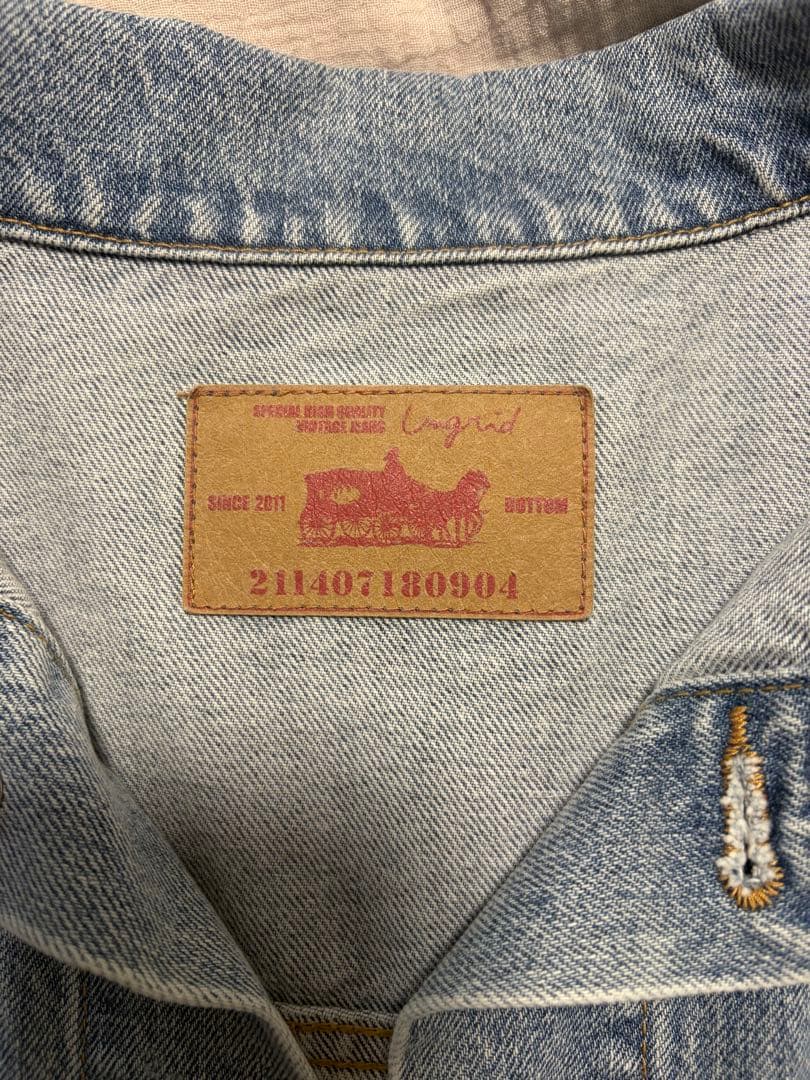 SPECIAL HIGH QUALITY
VINTAGE JEANS
Ungrid
SINCE 2011
BOTTOM
211407180904